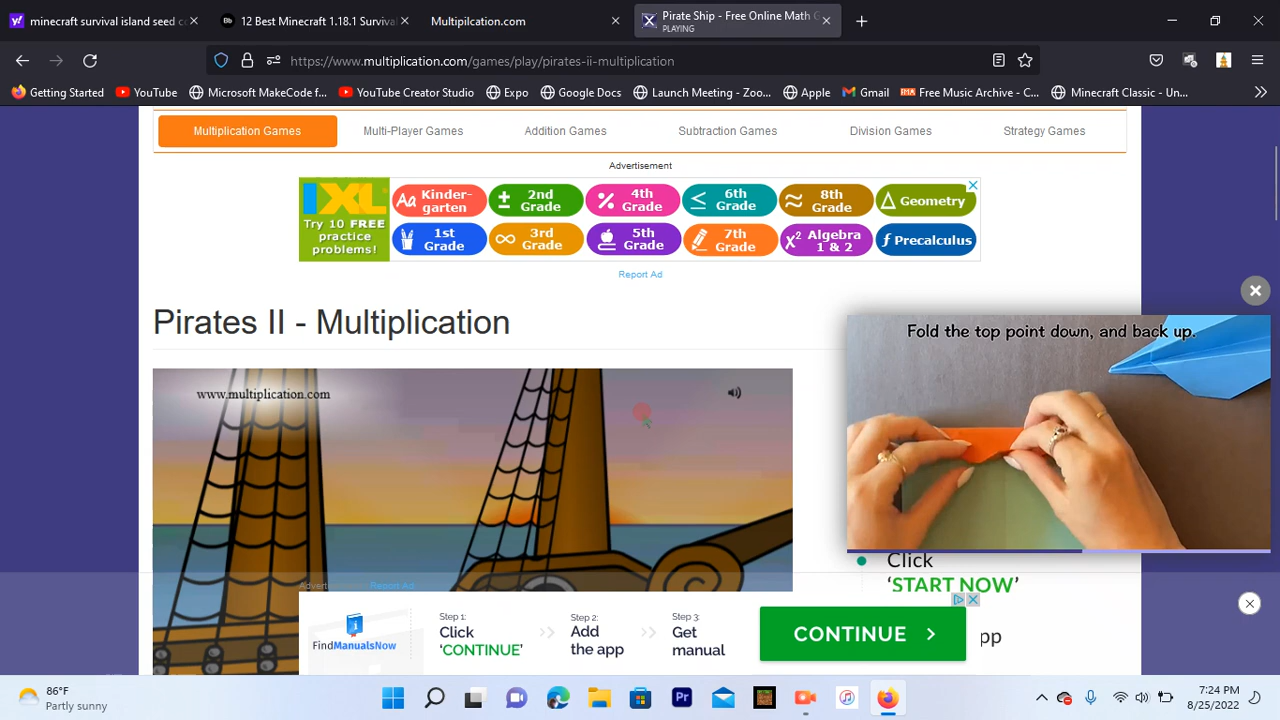 minecraft survival island seed c
12 Best Minecraft 1.18.1 Surviva
Multipilcation.com
Pirate Ship - Free Online Math G
PLAYING
https://www.multiplication.com/games/play/pirates-ii-multiplication
Getting Started
YouTube
Microsoft MakeCode f...
YouTube Creator Studio
Expo
Google Docs
Launch Meeting - Zoo...
Apple
Gmail
Free Music Archive - C...
Minecraft Classic - Un...
Multiplication Games
Multi-Player Games
Addition Games
Subtraction Games
Division Games
Strategy Games
Advertisement
IXL
Try 10 FREE
practice
problems!
Kinder-
garten
2nd
Grade
4th
Grade
6th
Grade
8th
Grade
Geometry
1st
Grade
3rd
Grade
5th
Grade
7th
Grade
Algebra
1 & 2
Precalculus
Report Ad
Pirates II - Multiplication
Fold the top point down, and back up.
www.multiplication.com
Click
‘START NOW’
Report Ad
FindManualsNow
Step 1:
Click
‘CONTINUE’
Step 2:
Add
the app
Step 3:
Get
manual
CONTINUE
pp
86°F
Partly sunny
7:24 PM
8/25/2022